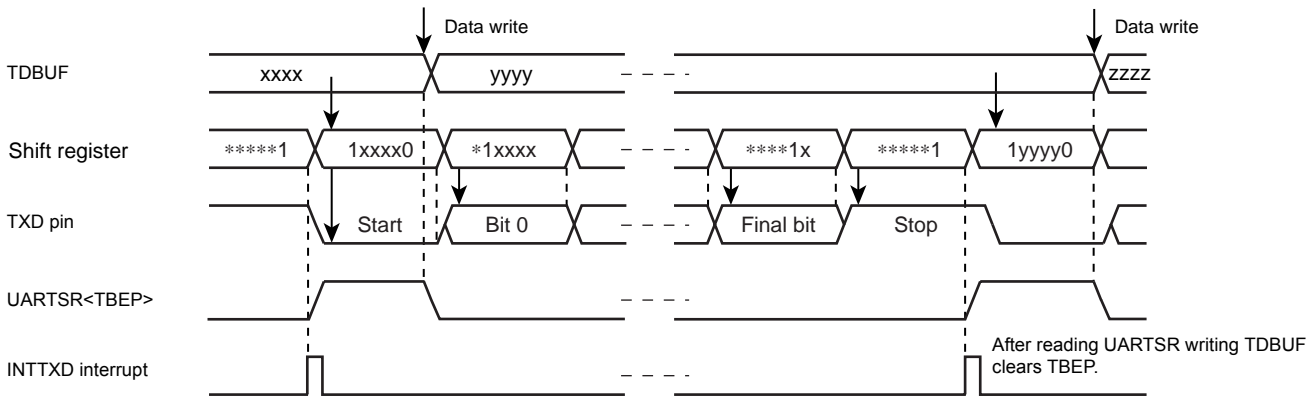 Data write Data write
TDBUF xxxx yyyy zzzz
Shift register *****1 1xxxx0 *1xxxx ****1x *****1 1yyyy0
TXD pin Start Bit 0 Final bit Stop
UARTSR<TBEP>
After reading UARTSR writing TDBUF
INTTXD interrupt
clears TBEP.